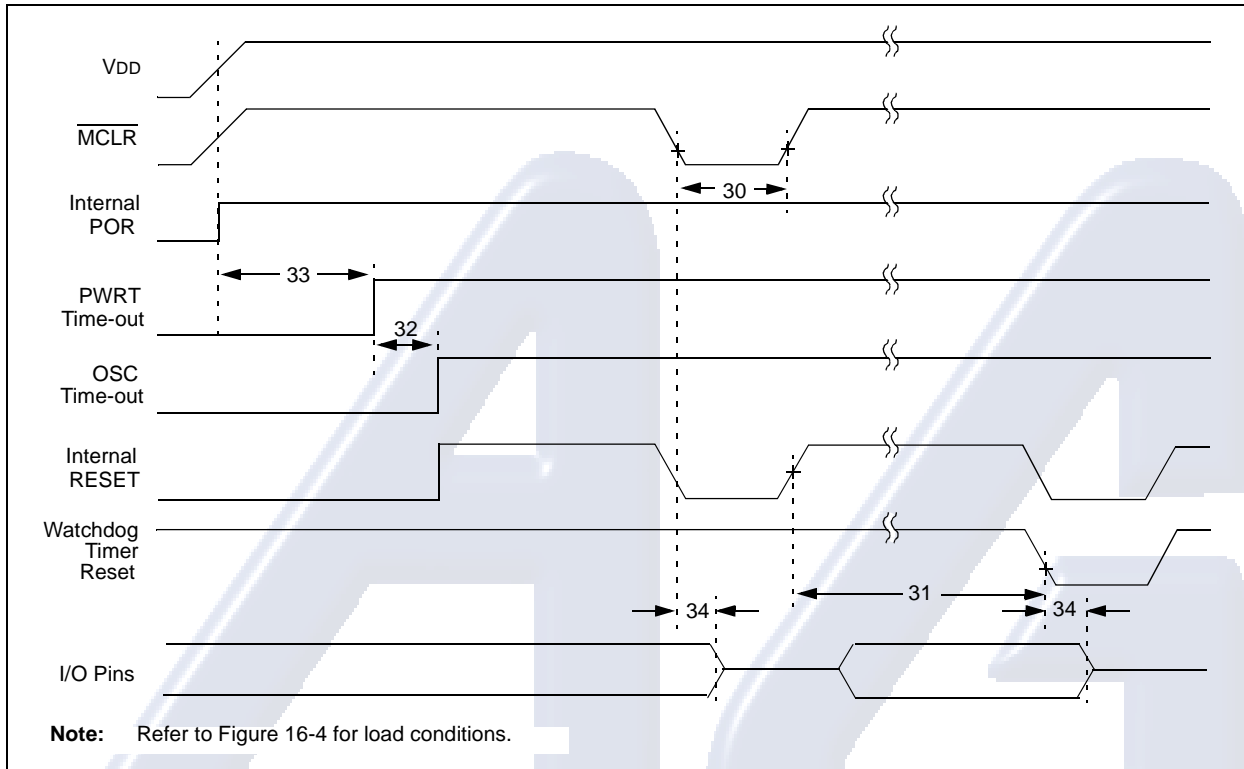 VDD
MCLR
30
Internal
POR
33
PWRT
Time-out
32
OSC
Time-out
Internal
RESET
Watchdog
Timer
Reset
31
34
34
I/O Pins
Note: Refer to Figure 16-4 for load conditions.